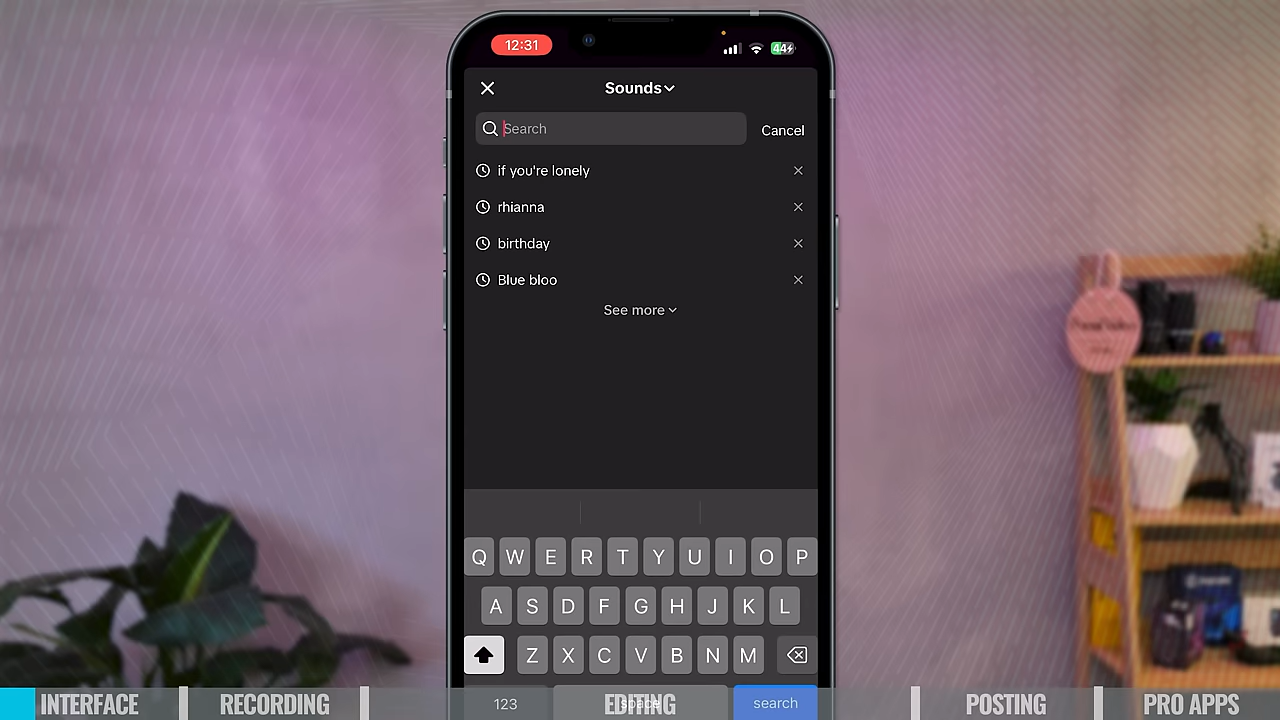 12:31
44
Sounds
Search
Cancel
if you're lonely
rhianna
birthday
Blue bloo
See more
Q W E R T Y U I O P
A S D F G H J K L
Z X C V B N M
123
space
search
INTERFACE
RECORDING
EDITING
POSTING
PRO APPS